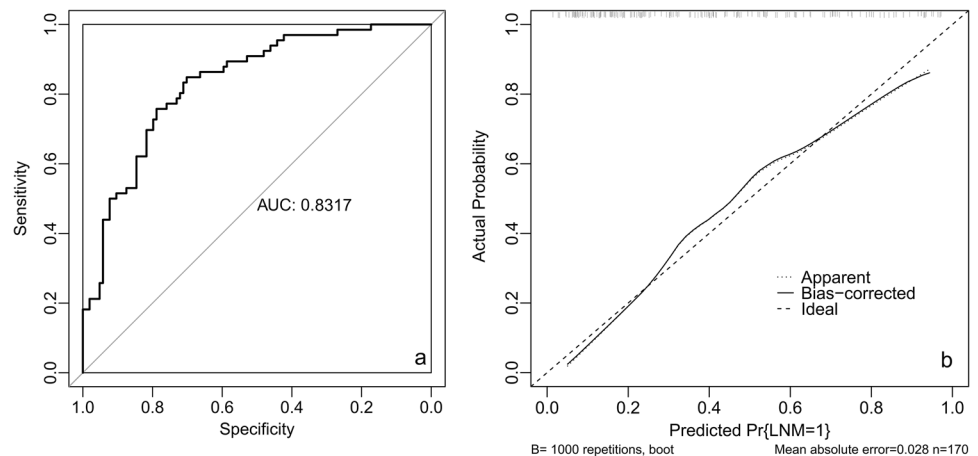 Sensitivity
1.0
0.8
0.6
0.4
0.2
0.0
AUC: 0.8317
a
1.0 0.8 0.6 0.4 0.2 0.0
Specificity
Actual Probability
1.0
0.8
0.6
0.4
0.2
0.0
Apparent
Bias−corrected
Ideal
b
0.0 0.2 0.4 0.6 0.8 1.0
Predicted Pr{LNM=1}
B= 1000 repetitions, boot
Mean absolute error=0.028 n=170